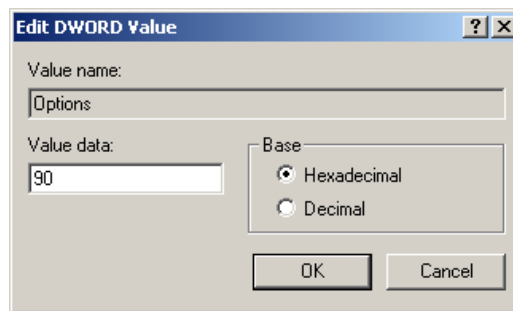 Edit DWORD Value
Value name:
Options
Value data:
90
Base
Hexadecimal
Decimal
OK
Cancel